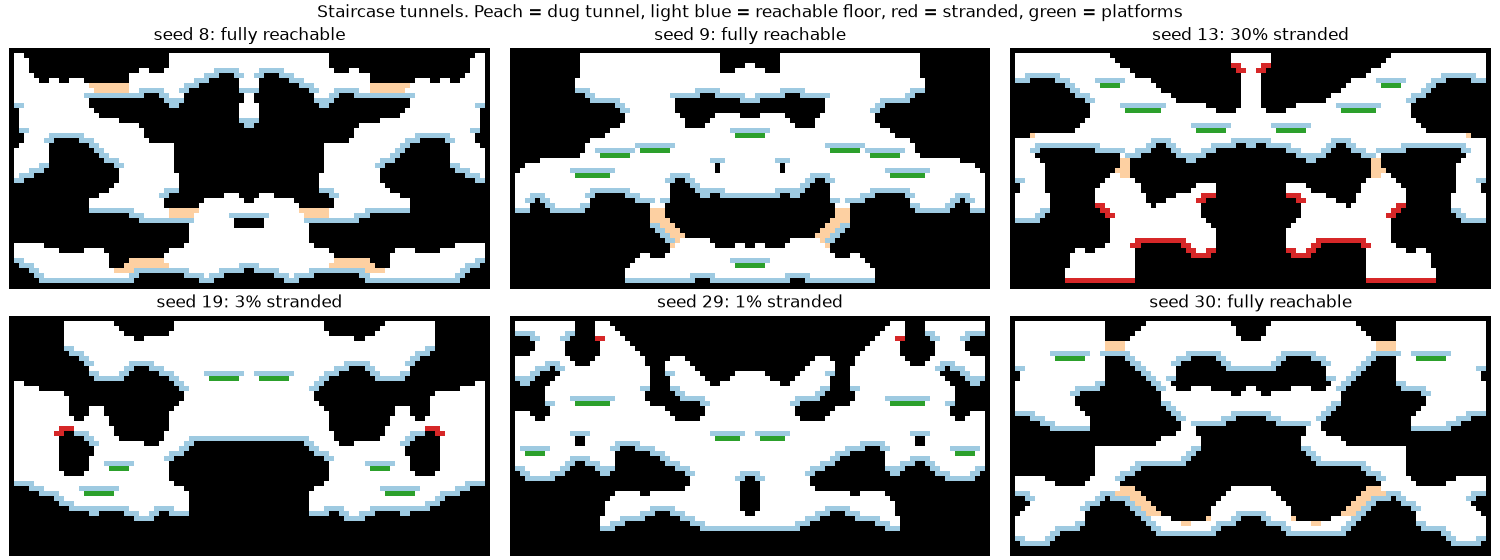 Staircase tunnels. Peach = dug tunnel, light blue = reachable floor, red = stranded, green = platforms
seed 8: fully reachable
seed 9: fully reachable
seed 13: 30% stranded
seed 19: 3% stranded
seed 29: 1% stranded
seed 30: fully reachable